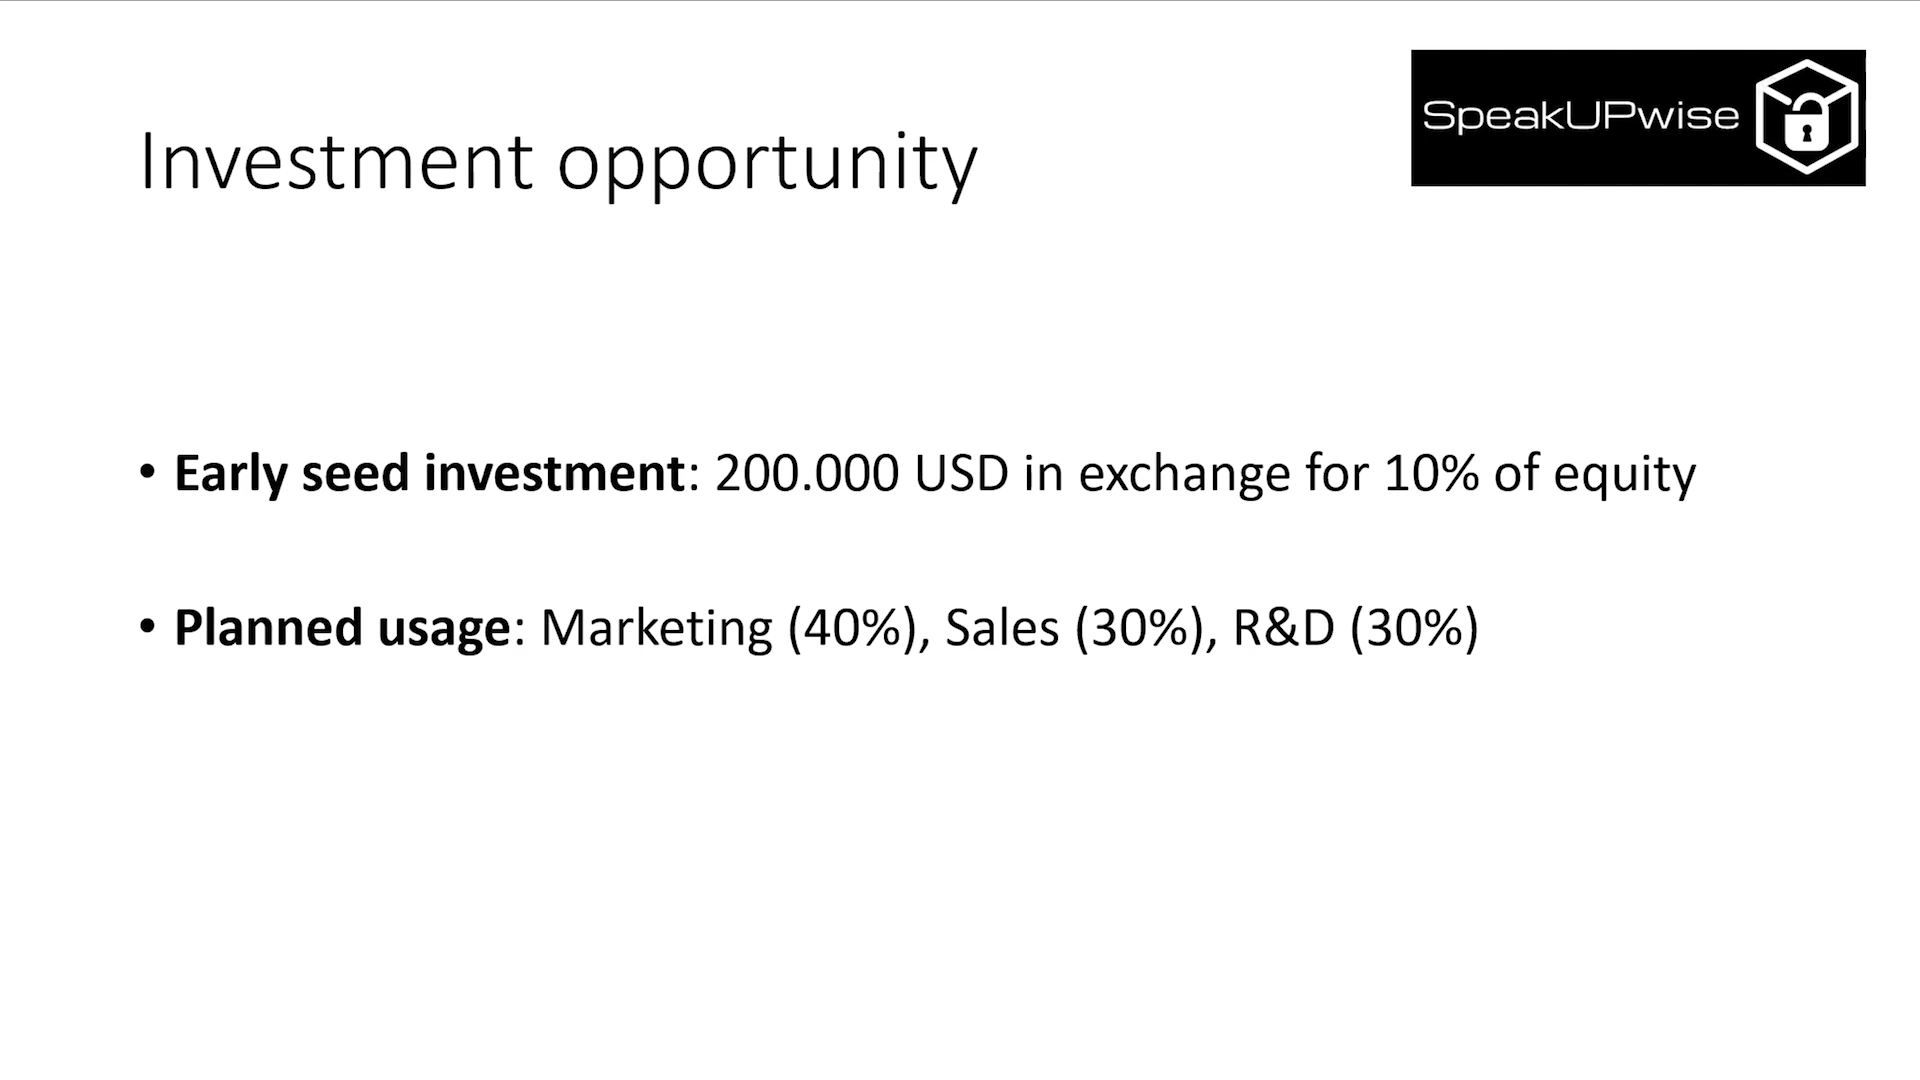 SpeakUPwise
Investment opportunity
• Early seed investment: 200.000 USD in exchange for 10% of equity
• Planned usage: Marketing (40%), Sales (30%), R&D (30%)